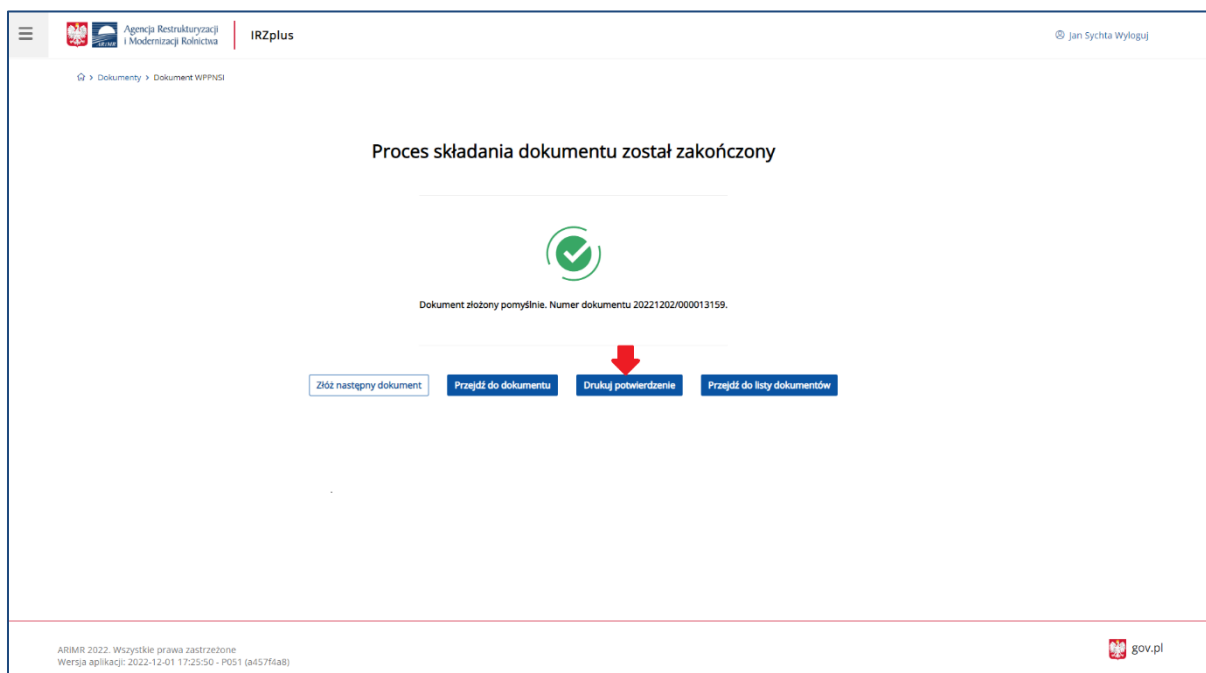 Agencja Restrukturyzacji
i Modernizacji Rolnictwa
ARiMR
IRZplus
Jan Sychta Wyloguj
> Dokumenty > Dokument WPPNSI
Proces składania dokumentu został zakończony
Dokument złożony pomyślnie. Numer dokumentu 20221202/000013159.
Złóż następny dokument
Przejdź do dokumentu
Drukuj potwierdzenie
Przejdź do listy dokumentów
.
ARIMR 2022. Wszystkie prawa zastrzeżone
Wersja aplikacji: 2022-12-01 17:25:50 - P051 (a457f4a8)
gov.pl